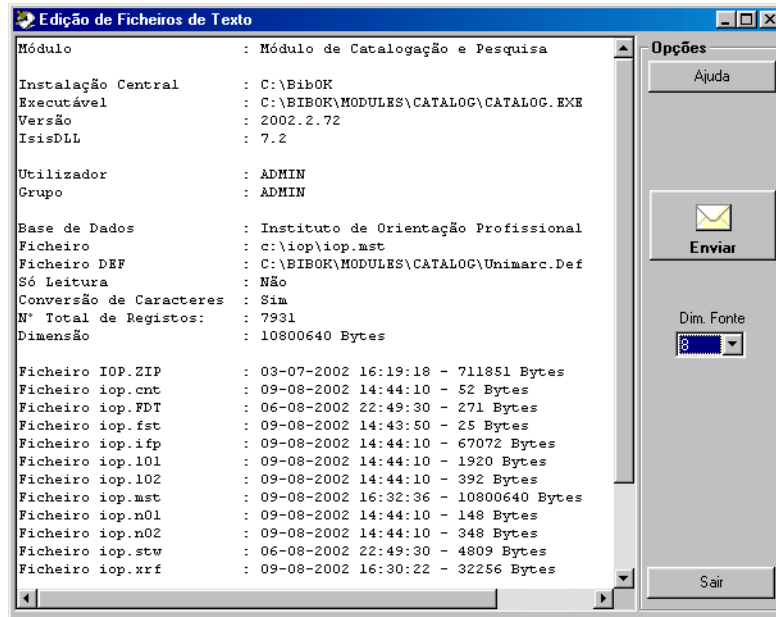 Edição de Ficheiros de Texto
Módulo : Módulo de Catalogação e Pesquisa
Instalação Central : C:\BibOK
Executável : C:\BIBOK\MODULES\CATALOG\CATALOG.EXE
Versão : 2002.2.72
IsisDLL : 7.2
Utilizador : ADMIN
Grupo : ADMIN
Base de Dados : Instituto de Orientação Profissional
Ficheiro : c:\iop\iop.mst
Ficheiro DEF : C:\BIBOK\MODULES\CATALOG\Unimarc.Def
Só Leitura : Não
Conversão de Caracteres : Sim
Nº Total de Registos: : 7931
Dimensão : 10800640 Bytes
Ficheiro IOP.ZIP : 03-07-2002 16:19:18 - 711851 Bytes
Ficheiro iop.cnt : 09-08-2002 14:44:10 - 52 Bytes
Ficheiro iop.FDT : 06-08-2002 22:49:30 - 271 Bytes
Ficheiro iop.fst : 09-08-2002 14:43:50 - 25 Bytes
Ficheiro iop.ifp : 09-08-2002 14:44:10 - 67072 Bytes
Ficheiro iop.l01 : 09-08-2002 14:44:10 - 1920 Bytes
Ficheiro iop.l02 : 09-08-2002 14:44:10 - 392 Bytes
Ficheiro iop.mst : 09-08-2002 16:32:36 - 10800640 Bytes
Ficheiro iop.n01 : 09-08-2002 14:44:10 - 148 Bytes
Ficheiro iop.n02 : 09-08-2002 14:44:10 - 348 Bytes
Ficheiro iop.stw : 06-08-2002 22:49:30 - 4809 Bytes
Ficheiro iop.xrf : 09-08-2002 16:30:22 - 32256 Bytes
Opções
Ajuda
Enviar
Dim. Fonte
8
Sair